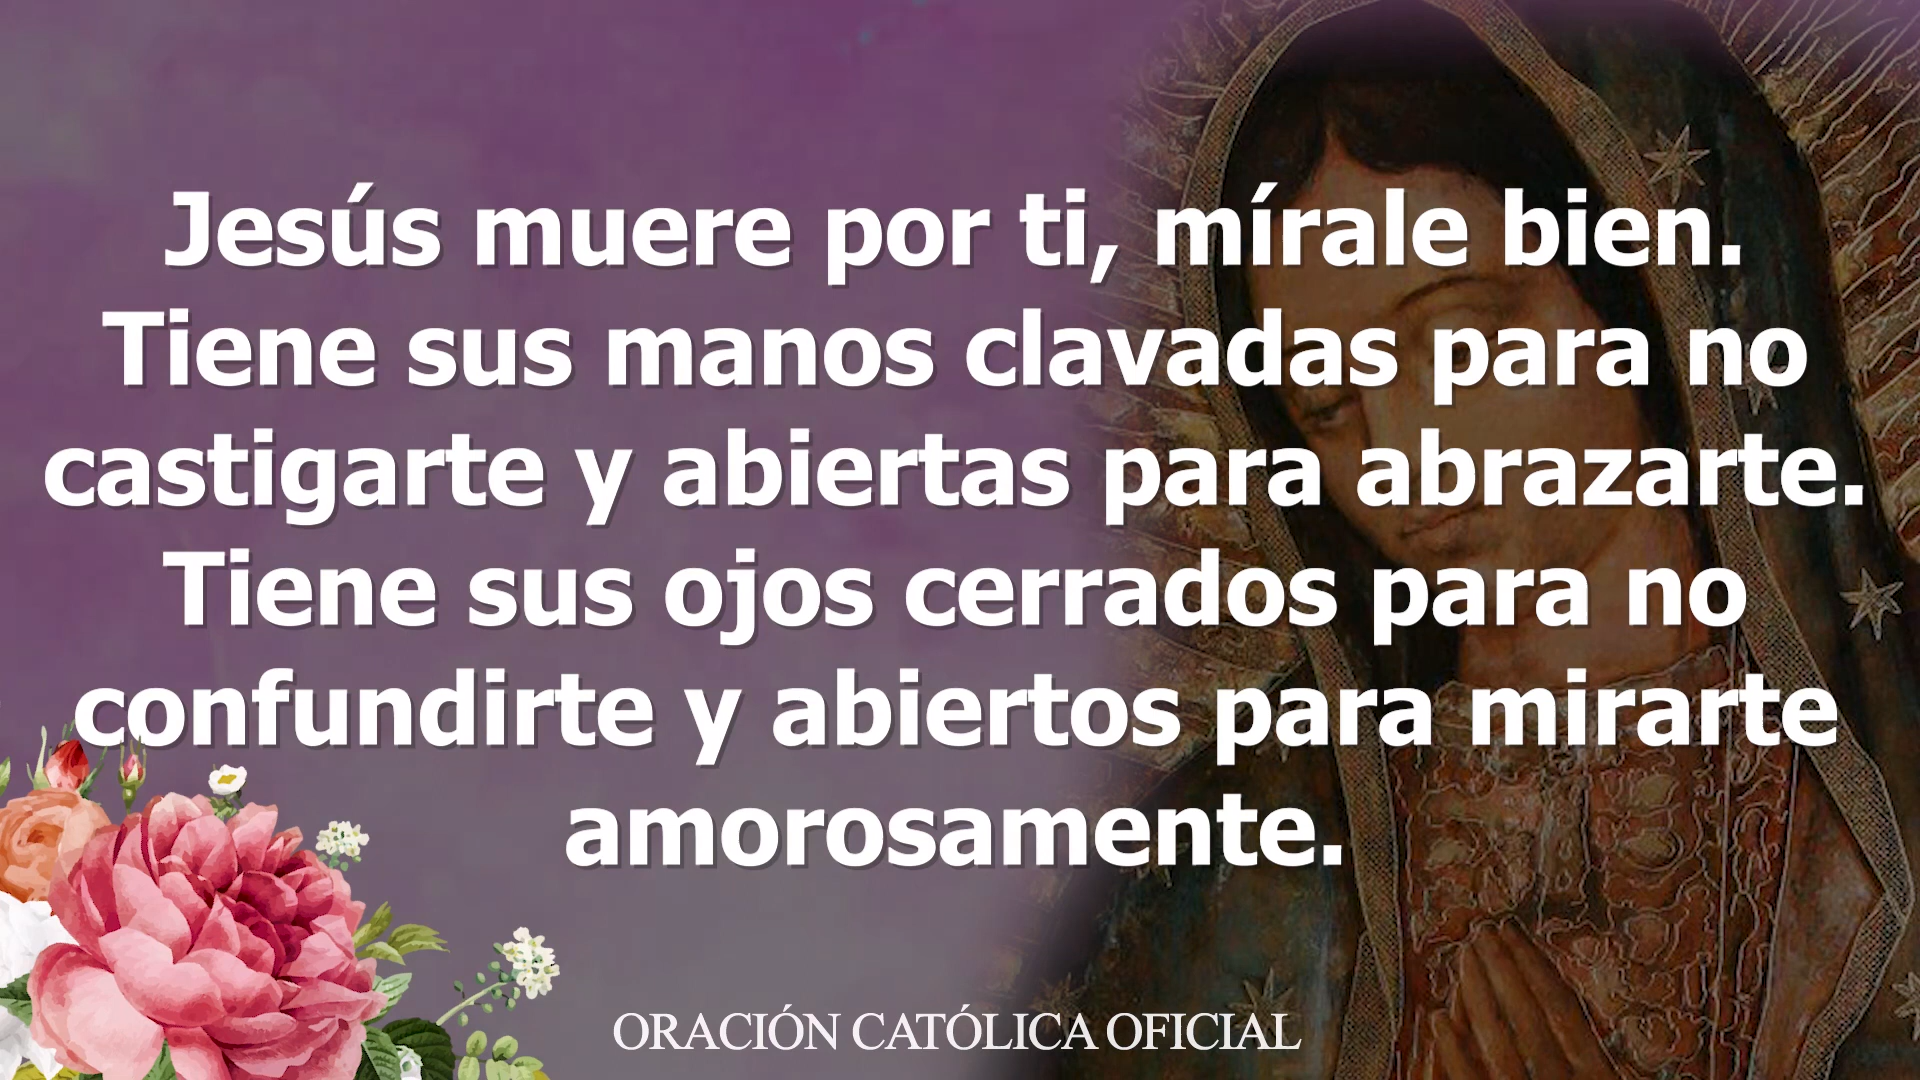 Jesús muere por ti, mírale bien.
Tiene sus manos clavadas para no
castigarte y abiertas para abrazarte.
Tiene sus ojos cerrados para no
confundirte y abiertos para mirarte
amorosamente.
ORACIÓN CATÓLICA OFICIAL